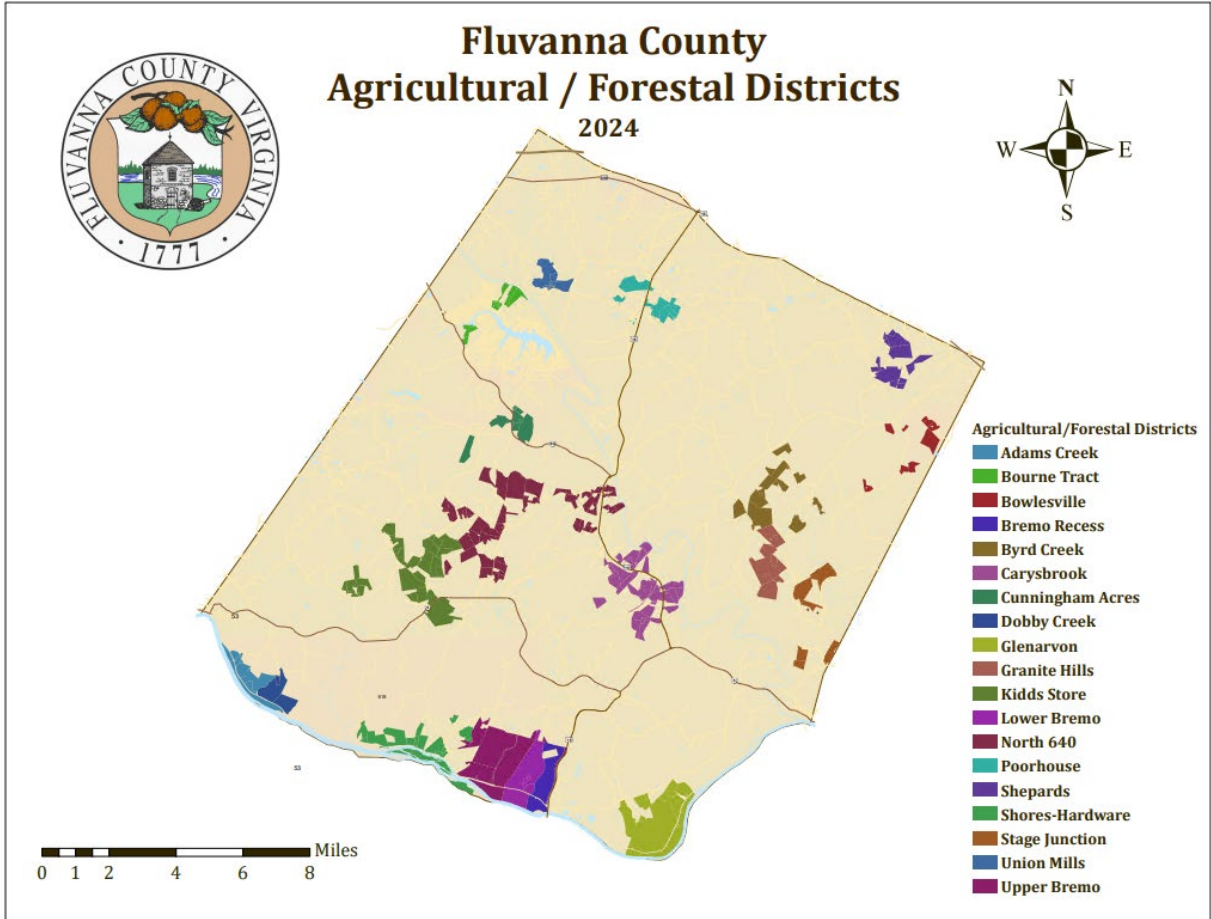 Fluvanna County
Agricultural / Forestal Districts
2024
FLUVANNA COUNTY VIRGINIA
· 1777 ·
N
W E
S
53
53
Agricultural/Forestal Districts
Adams Creek
Bourne Tract
Bowlesville
Bremo Recess
Byrd Creek
Carysbrook
Cunningham Acres
Dobby Creek
Glenarvon
Granite Hills
Kidds Store
Lower Bremo
North 640
Poorhouse
Shepards
Shores-Hardware
Stage Junction
Union Mills
Upper Bremo
Miles
0 1 2 4 6 8